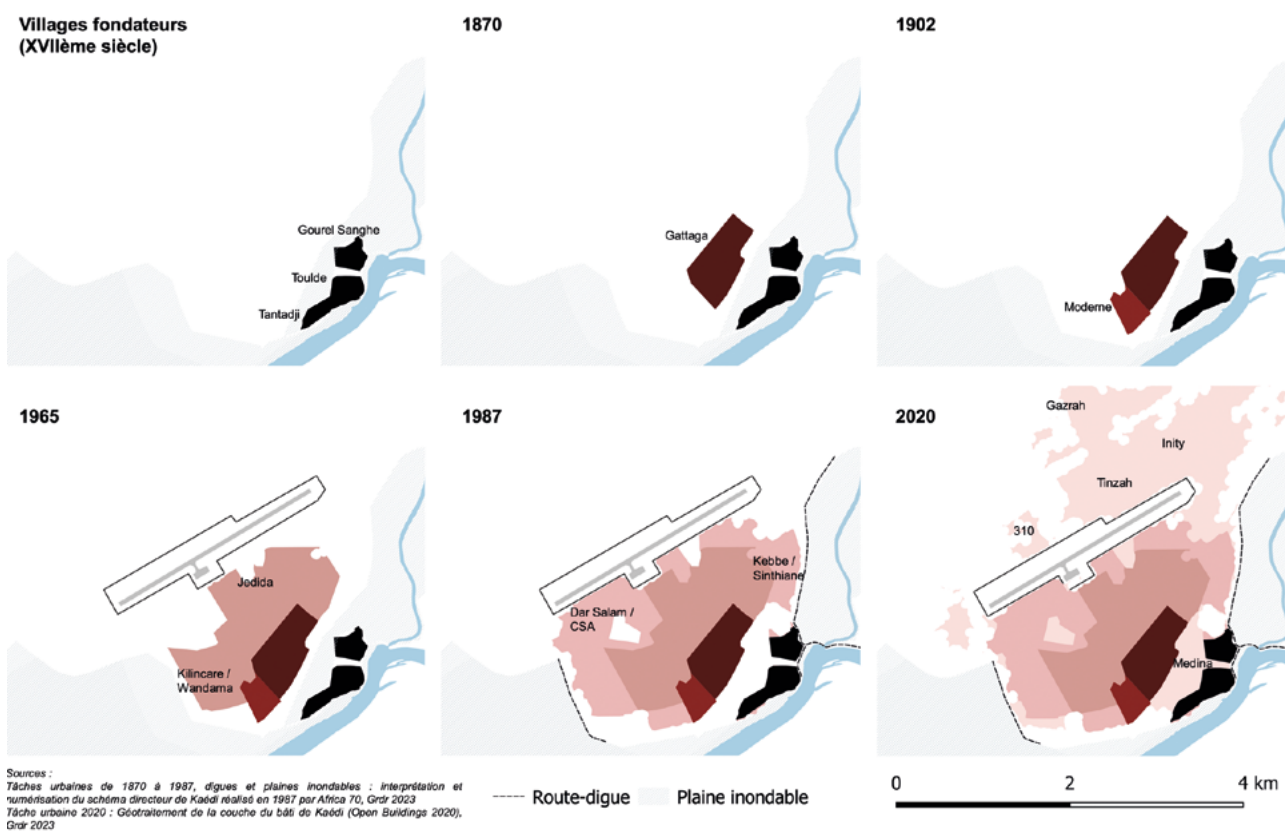 Villages fondateurs
(XVIIème siècle)
1870
1902
Gourel Sanghe
Toulde
Tantadji
Gattaga
Moderne
1965
1987
2020
Jedida
Kilincare /
Wandama
Kebbe /
Sinthiane
Dar Salam /
CSA
Gazrah
Inity
Tinzah
310
Medina
Sources :
Tâches urbaines de 1870 à 1987, digues et plaines inondables : interprétation et
numérisation du schéma directeur de Kaédi réalisé en 1987 par Africa 70, Grdr 2023
Tâche urbaine 2020 : Géotraitement de la couche du bâti de Kaédi (Open Buildings 2020),
Grdr 2023
Route-digue
Plaine inondable
0 2 4 km